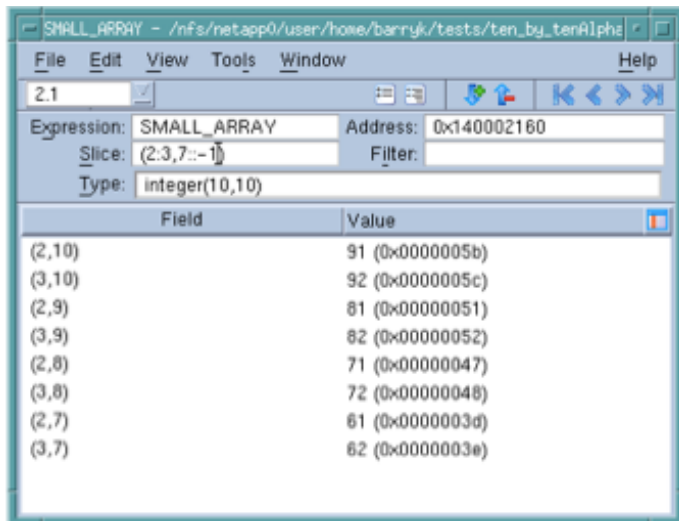 SMALL_ARRAY - /nfs/netapp0/user/home/barryk/tests/ten_by_tenAlpha
File Edit View Tools Window Help
2.1
Expression: SMALL_ARRAY Address: 0x140002160
Slice: (2:3,7::-1) Filter:
Type: integer(10,10)
Field Value
(2,10) 91 (0x0000005b)
(3,10) 92 (0x0000005c)
(2,9) 81 (0x00000051)
(3,9) 82 (0x00000052)
(2,8) 71 (0x00000047)
(3,8) 72 (0x00000048)
(2,7) 61 (0x0000003d)
(3,7) 62 (0x0000003e)